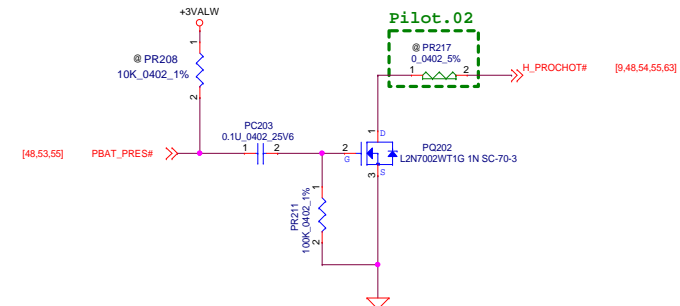 Pilot.02
+3VALW
@ PR208
10K_0402_1%
1
2
@ PR217
0_0402_5%
1 2
H_PROCHOT# [9,48,54,55,63]
PC203
0.1U_0402_25V6
1 2
[48,53,55] PBAT_PRES#
PR211
100K_0402_1%
1
2
1
D
2
G
S
3
PQ202
L2N7002WT1G 1N SC-70-3